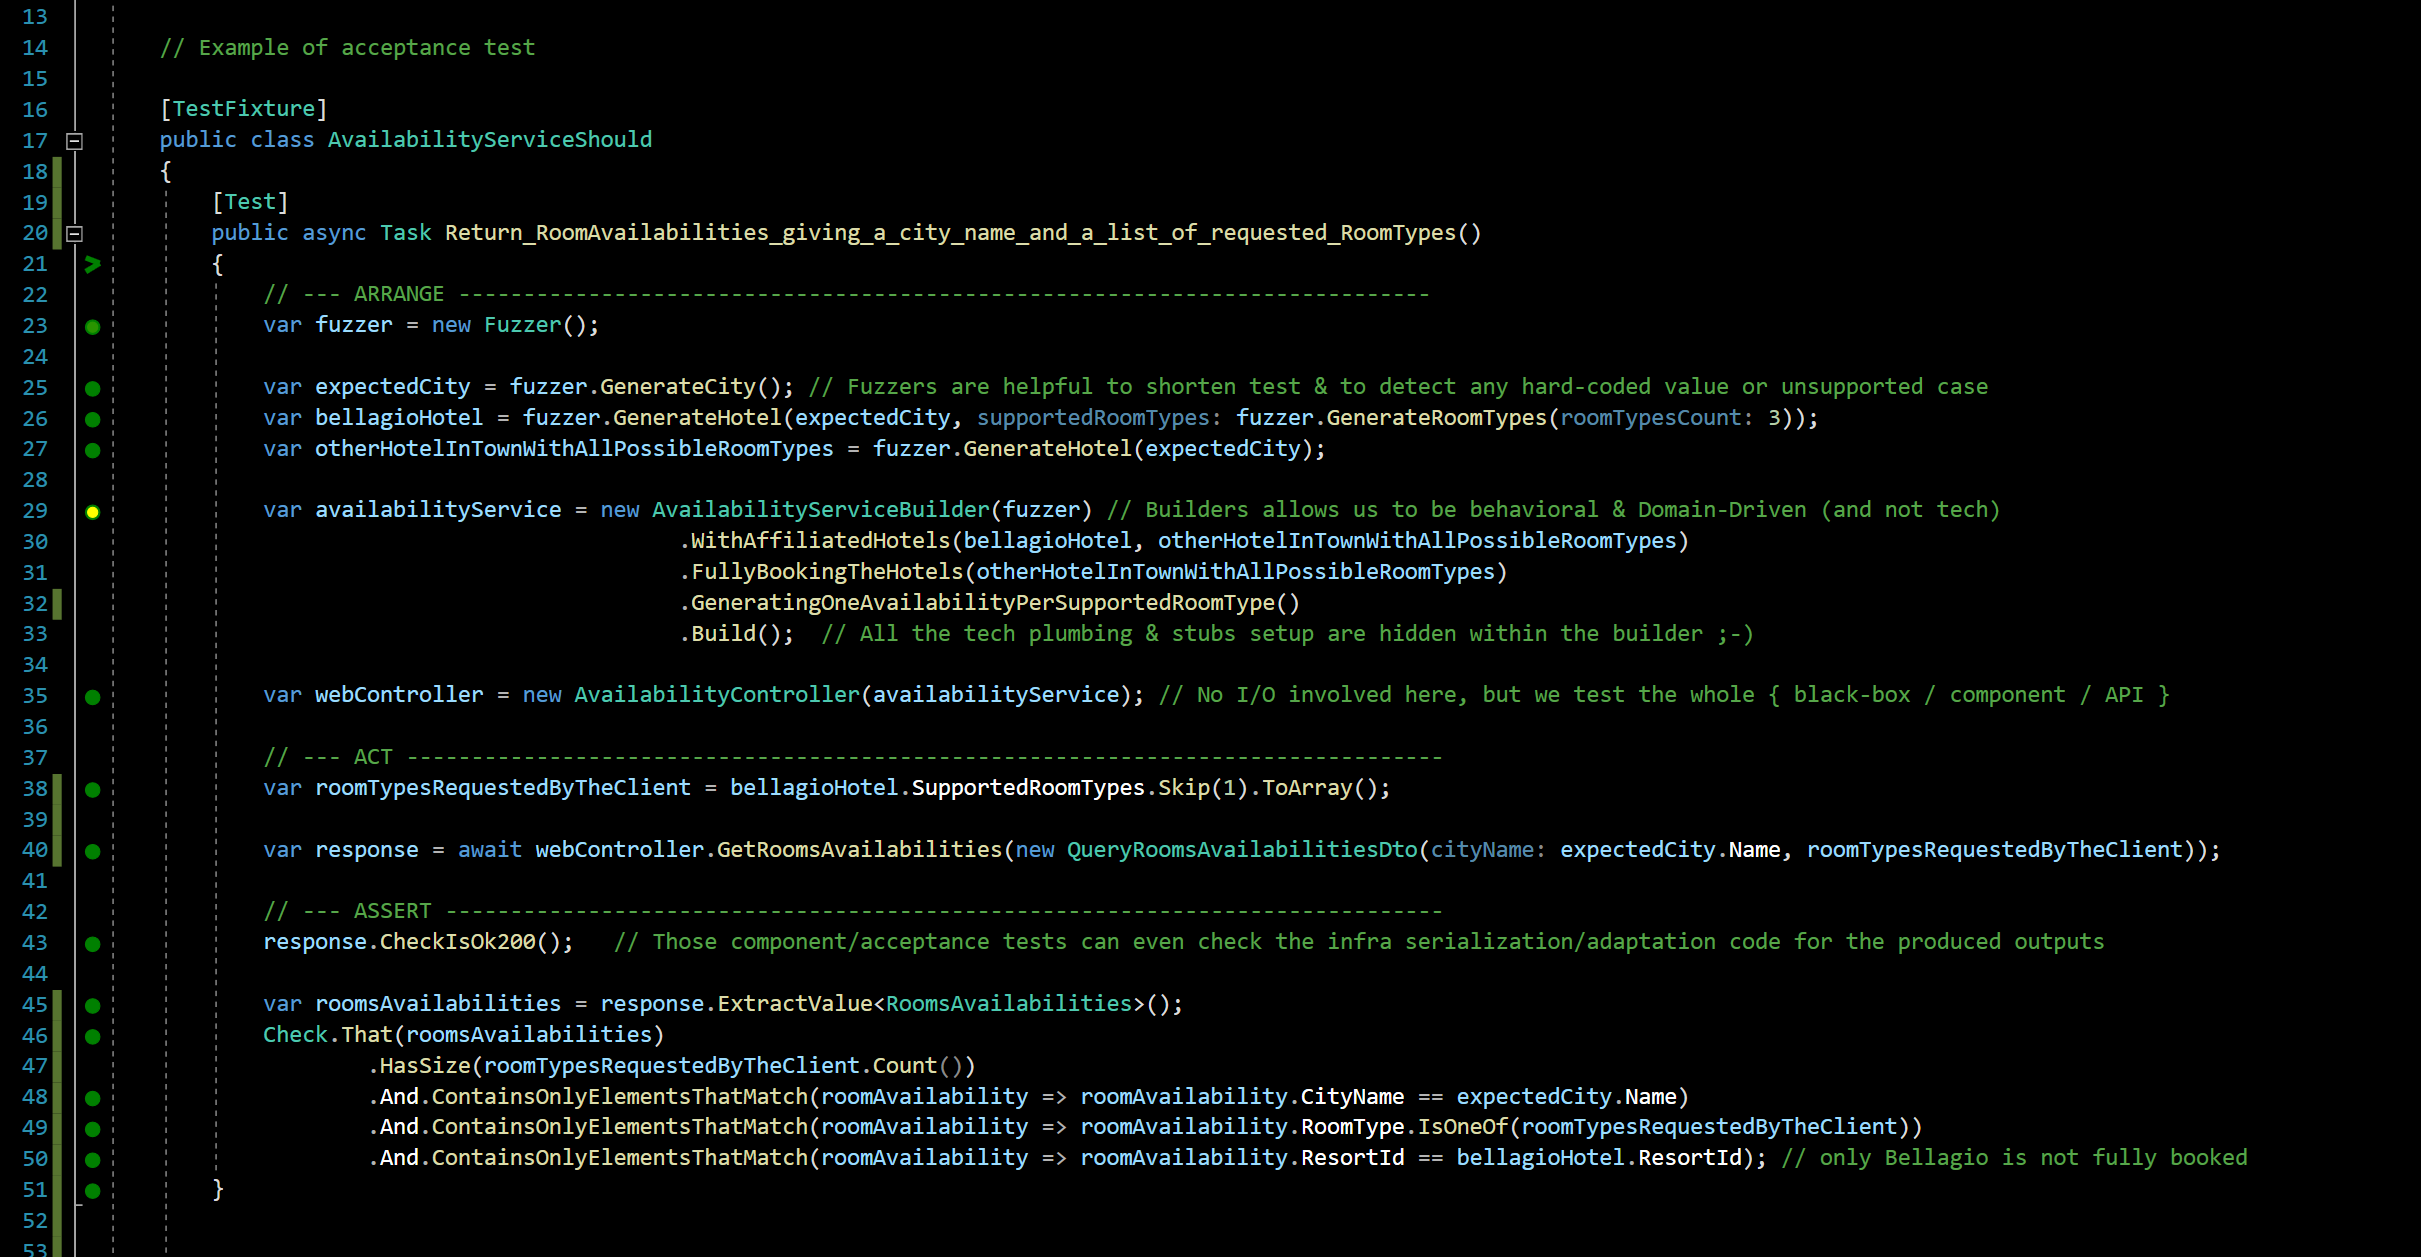 13
14 // Example of acceptance test
15
16 [TestFixture]
17 public class AvailabilityServiceShould
18 {
19 [Test]
20 public async Task Return_RoomAvailabilities_giving_a_city_name_and_a_list_of_requested_RoomTypes()
21 {
22 // --- ARRANGE ---------------------------------------------------------------------------
23 var fuzzer = new Fuzzer();
24
25 var expectedCity = fuzzer.GenerateCity(); // Fuzzers are helpful to shorten test & to detect any hard-coded value or unsupported case
26 var bellagioHotel = fuzzer.GenerateHotel(expectedCity, supportedRoomTypes: fuzzer.GenerateRoomTypes(roomTypesCount: 3));
27 var otherHotelInTownWithAllPossibleRoomTypes = fuzzer.GenerateHotel(expectedCity);
28
29 var availabilityService = new AvailabilityServiceBuilder(fuzzer) // Builders allows us to be behavioral & Domain-Driven (and not tech)
30 .WithAffiliatedHotels(bellagioHotel, otherHotelInTownWithAllPossibleRoomTypes)
31 .FullyBookingTheHotels(otherHotelInTownWithAllPossibleRoomTypes)
32 .GeneratingOneAvailabilityPerSupportedRoomType()
33 .Build(); // All the tech plumbing & stubs setup are hidden within the builder ;-)
34
35 var webController = new AvailabilityController(availabilityService); // No I/O involved here, but we test the whole { black-box / component / API }
36
37 // --- ACT --------------------------------------------------------------------------------
38 var roomTypesRequestedByTheClient = bellagioHotel.SupportedRoomTypes.Skip(1).ToArray();
39
40 var response = await webController.GetRoomsAvailabilities(new QueryRoomsAvailabilitiesDto(cityName: expectedCity.Name, roomTypesRequestedByTheClient));
41
42 // --- ASSERT -----------------------------------------------------------------------------
43 response.CheckIsOk200(); // Those component/acceptance tests can even check the infra serialization/adaptation code for the produced outputs
44
45 var roomsAvailabilities = response.ExtractValue<RoomsAvailabilities>();
46 Check.That(roomsAvailabilities)
47 .HasSize(roomTypesRequestedByTheClient.Count())
48 .And.ContainsOnlyElementsThatMatch(roomAvailability => roomAvailability.CityName == expectedCity.Name)
49 .And.ContainsOnlyElementsThatMatch(roomAvailability => roomAvailability.RoomType.IsOneOf(roomTypesRequestedByTheClient))
50 .And.ContainsOnlyElementsThatMatch(roomAvailability => roomAvailability.ResortId == bellagioHotel.ResortId); // only Bellagio is not fully booked
51 }
52
53